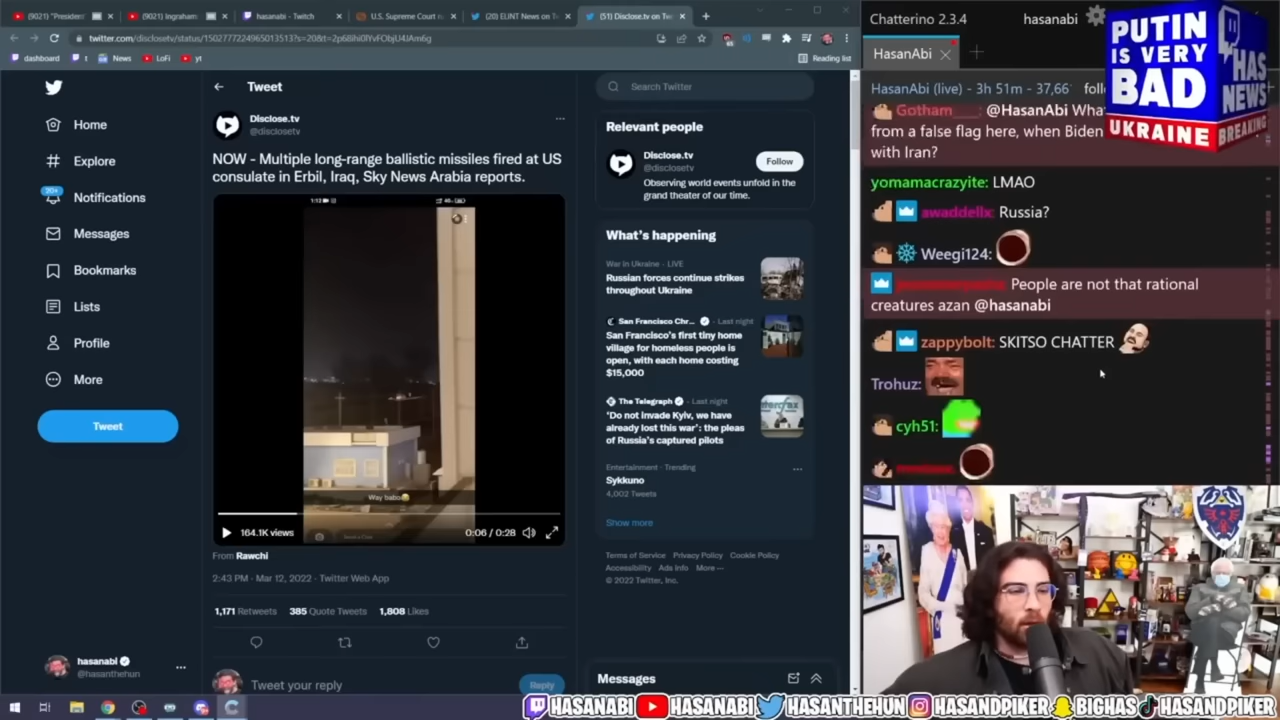 (9021) "President
(9021) Ingraham
hasanabi - Twitch
U.S. Supreme Court r
(20) ELINT News on T
(51) Disclose.tv on Tw
twitter.com/disclosetv/status/1502777224965013513?s=20&t=2p68ihi0lYvFObjU4JAm6g
dashboard
t
News
LoFi
yt
Reading list
Home
Explore
20+
Notifications
Messages
Bookmarks
Lists
Profile
More
Tweet
hasanabi
@hasanthehun
Tweet
Disclose.tv
@disclosetv
NOW - Multiple long-range ballistic missiles fired at US
consulate in Erbil, Iraq, Sky News Arabia reports.
Way babo
164.1K views
0:06 / 0:28
From Rawchi
2:43 PM · Mar 12, 2022 · Twitter Web App
1,171 Retweets 385 Quote Tweets 1,808 Likes
Tweet your reply
Reply
Search Twitter
Relevant people
Disclose.tv
@disclosetv
Follow
Observing world events unfold in the
grand theater of our time.
What's happening
War in Ukraine · LIVE
Russian forces continue strikes
throughout Ukraine
San Francisco Chr... · Last night
San Francisco's first tiny home
village for homeless people is
open, with each home costing
$15,000
The Telegraph · Last night
'Do not invade Kyiv, we have
already lost this war': the pleas
of Russia's captured pilots
Entertainment · Trending
Sykkuno
4,002 Tweets
Show more
Terms of Service Privacy Policy Cookie Policy
Accessibility Ads info More ···
© 2022 Twitter, Inc.
Messages
Chatterino 2.3.4
hasanabi
HasanAbi
HasanAbi (live) - 3h 51m - 37,66
Gotham____: @HasanAbi Wha
from a false flag here, when Biden
with Iran?
yomamacrazyite: LMAO
awaddellx: Russia?
Weegi124:
People are not that rational
creatures azan @hasanabi
zappybolt: SKITSO CHATTER
Trohuz:
cyh51:
PUTIN
IS VERY
BAD
UKRAINE
HAS
NEWS
BREAKING
HASANABI HASANABI HASANTHEHUN HASANDPIKER BIGHAS HASANDPIKER